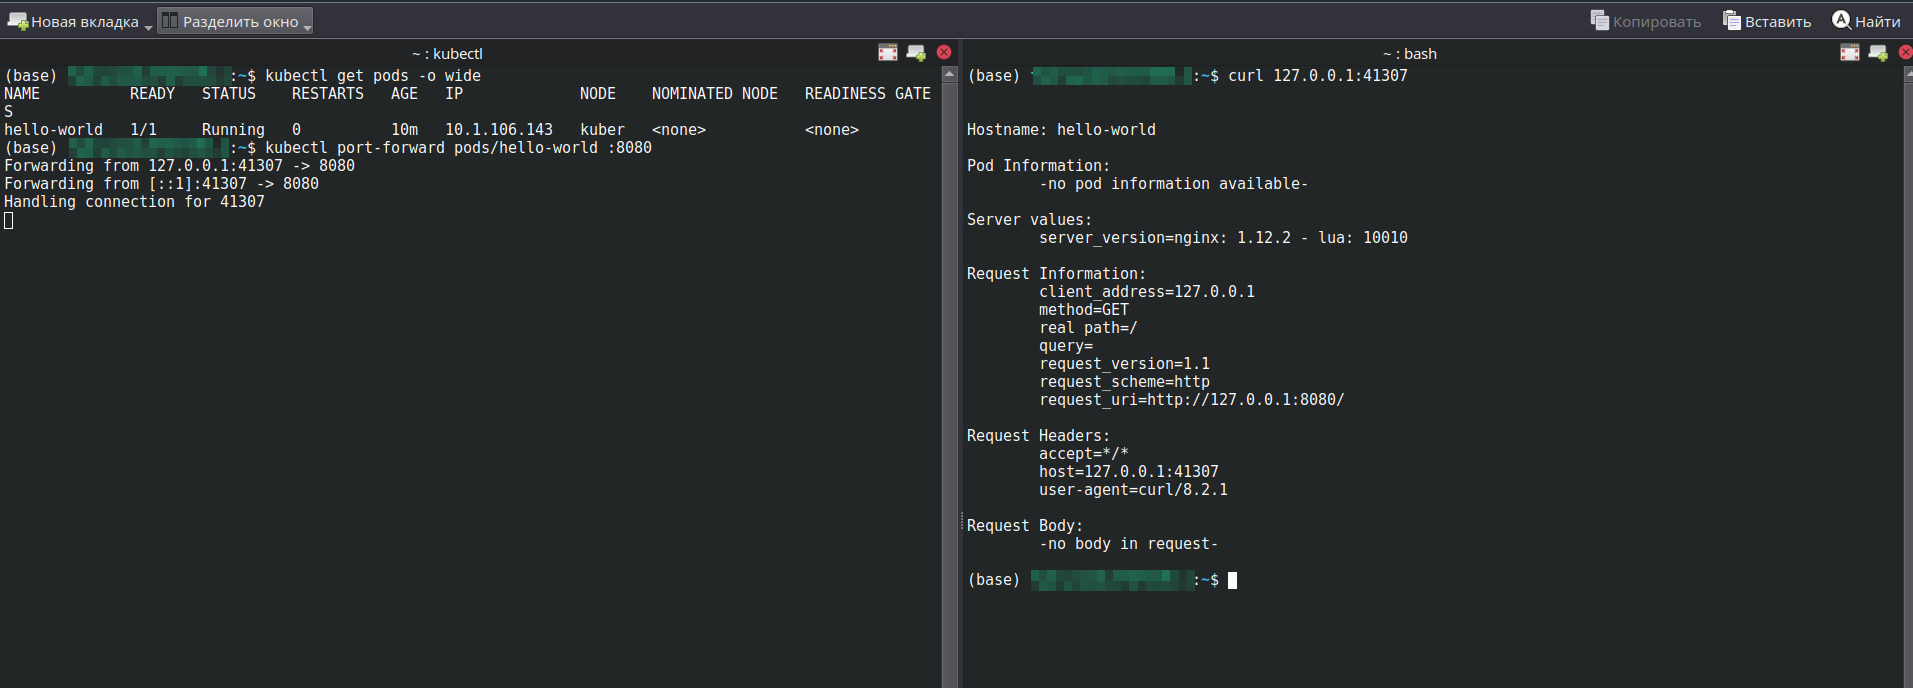 Новая вкладка Разделить окно Копировать Вставить Найти
~ : kubectl
(base) :~$ kubectl get pods -o wide
NAME READY STATUS RESTARTS AGE IP NODE NOMINATED NODE READINESS GATE
S
hello-world 1/1 Running 0 10m 10.1.106.143 kuber <none> <none>
(base) :~$ kubectl port-forward pods/hello-world :8080
Forwarding from 127.0.0.1:41307 -> 8080
Forwarding from [::1]:41307 -> 8080
Handling connection for 41307
~ : bash
(base) :~$ curl 127.0.0.1:41307
Hostname: hello-world
Pod Information:
-no pod information available-
Server values:
server_version=nginx: 1.12.2 - lua: 10010
Request Information:
client_address=127.0.0.1
method=GET
real path=/
query=
request_version=1.1
request_scheme=http
request_uri=http://127.0.0.1:8080/
Request Headers:
accept=*/*
host=127.0.0.1:41307
user-agent=curl/8.2.1
Request Body:
-no body in request-
(base) :~$